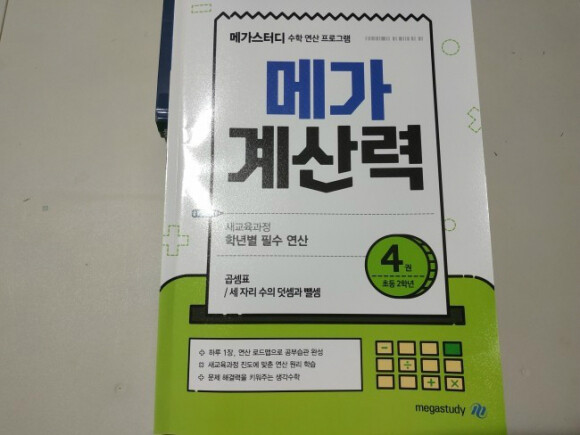 메가스터디 수학 연산 프로그램
메가
계산력
새교육과정
학년별 필수 연산
4권
초등 2학년
곱셈표
/ 세 자리 수의 덧셈과 뺄셈
하루 1장, 연산 로드맵으로 공부습관 완성
새교육과정 진도에 맞춘 연산 원리 학습
문제 해결력을 키워주는 생각수학
megastudy